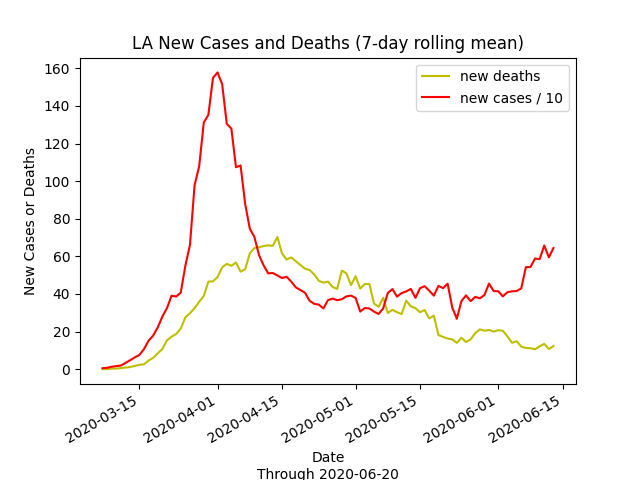 LA New Cases and Deaths (7-day rolling mean)
new deaths
new cases / 10
160
140
120
100
80
60
40
20
0
New Cases or Deaths
2020-03-15
2020-04-01
2020-04-15
2020-05-01
2020-05-15
2020-06-01
2020-06-15
Date
Through 2020-06-20